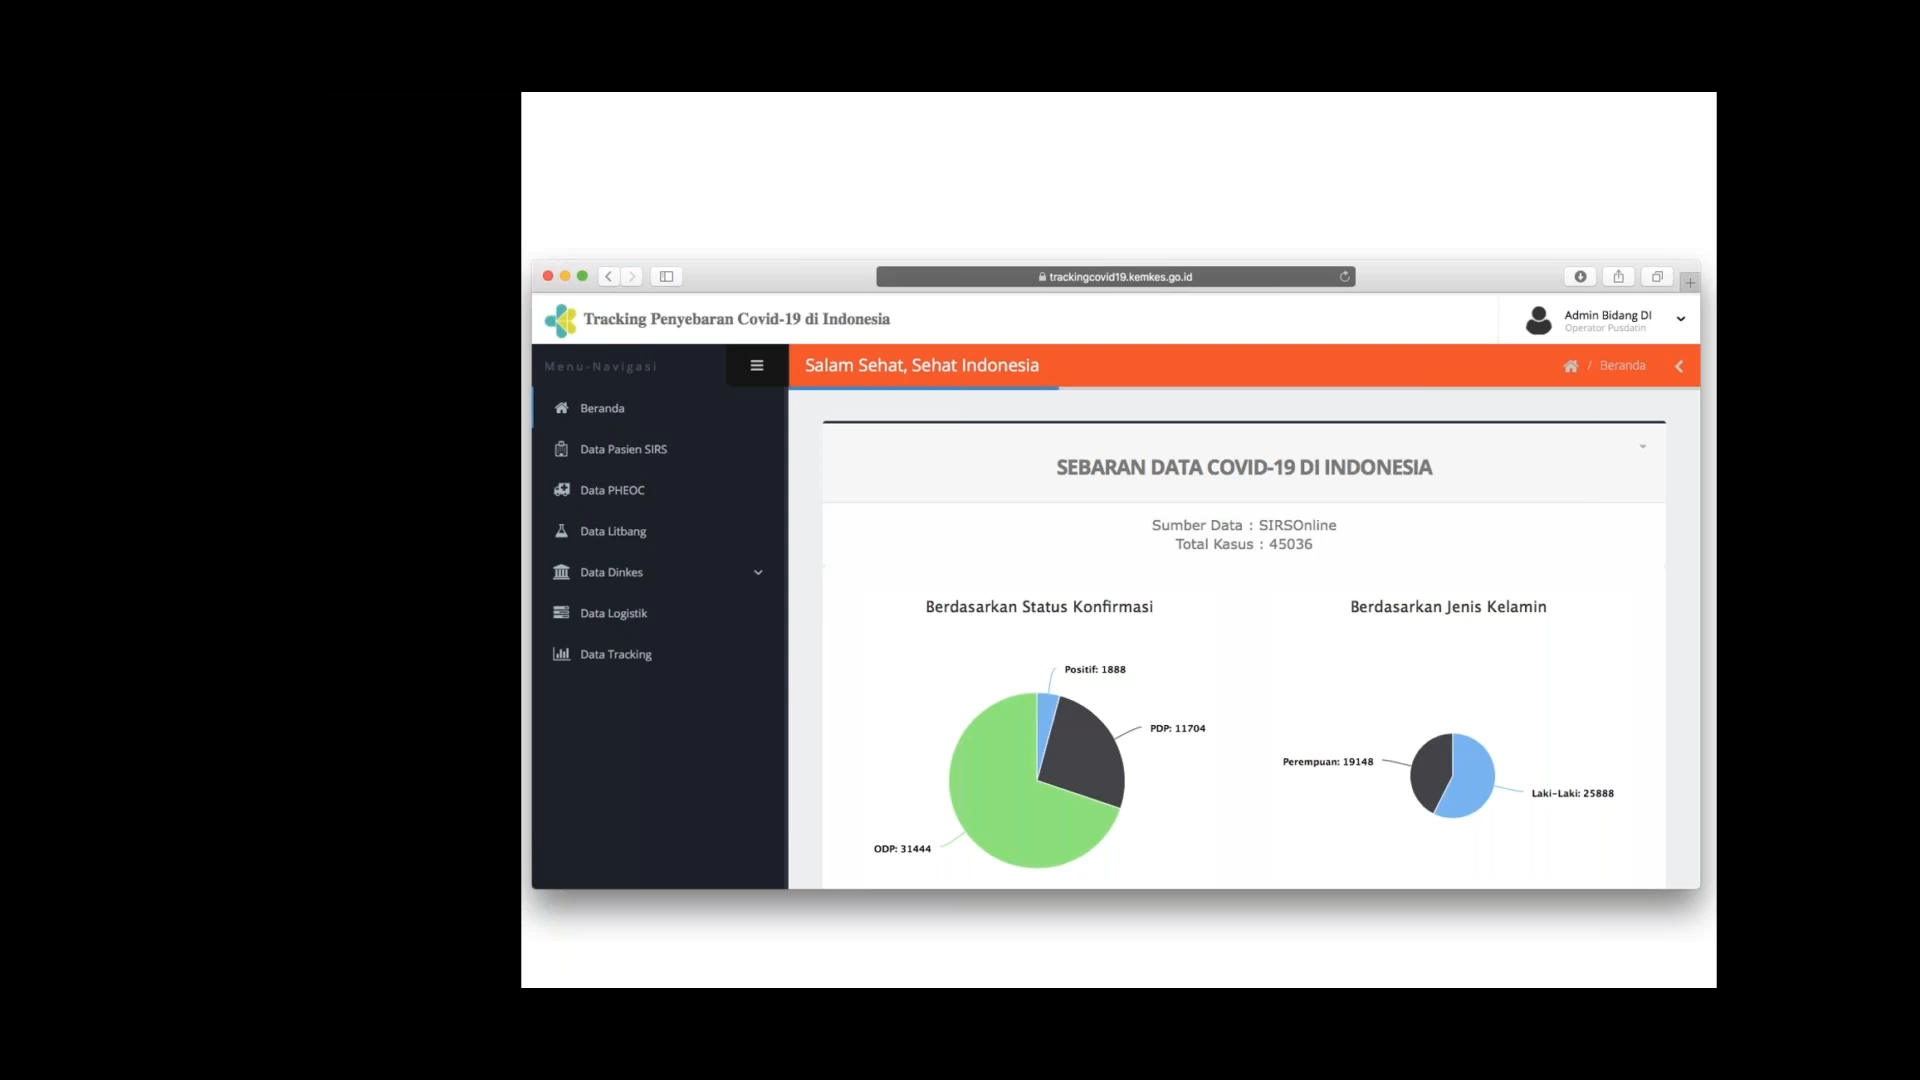 trackingcovid19.kemkes.go.id
Tracking Penyebaran Covid-19 di Indonesia
Admin Bidang DI
Operator Pusdatin
Menu-Navigasi
Salam Sehat, Sehat Indonesia
/ Beranda
Beranda
Data Pasien SIRS
Data PHEOC
Data Litbang
Data Dinkes
Data Logistik
Data Tracking
SEBARAN DATA COVID-19 DI INDONESIA
Sumber Data : SIRSOnline
Total Kasus : 45036
Berdasarkan Status Konfirmasi
Positif: 1888
PDP: 11704
ODP: 31444
Berdasarkan Jenis Kelamin
Perempuan: 19148
Laki-Laki: 25888